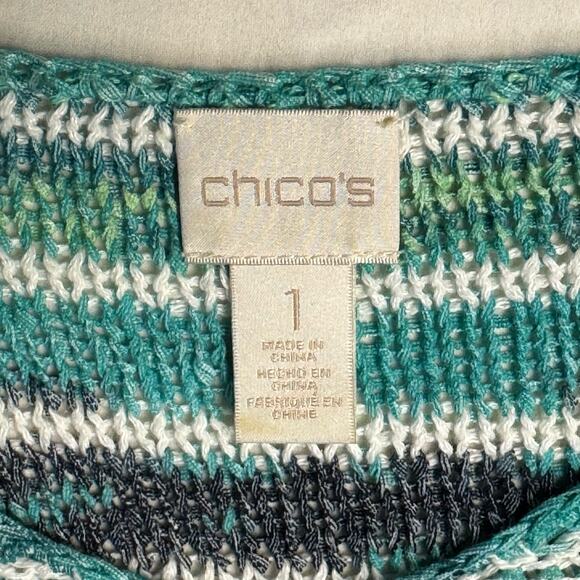 chico's
1
MADE IN
CHINA
HECHO EN
CHINA
FABRIQUÉ EN
CHINE